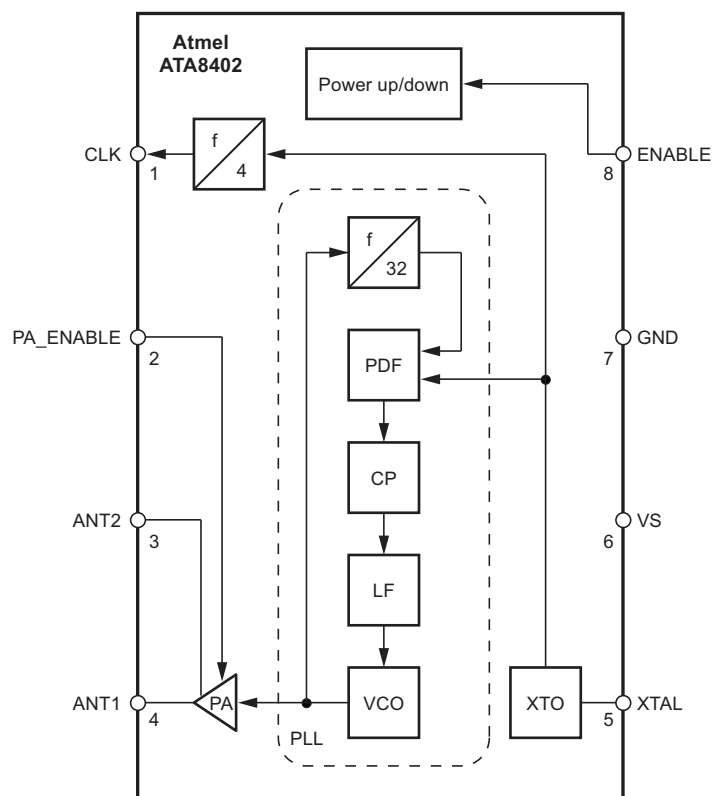 Atmel
ATA8402
Power up/down
CLK
1
f
4
ENABLE
8
f
32
PA_ENABLE
2
PDF
GND
7
CP
ANT2
3
VS
6
LF
ANT1
4
PA
VCO
XTO
XTAL
5
PLL